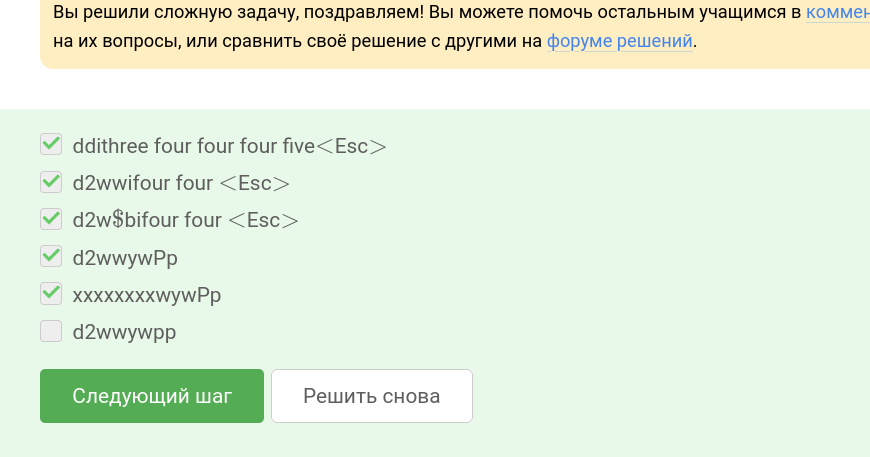 Вы решили сложную задачу, поздравляем! Вы можете помочь остальным учащимся в
на их вопросы, или сравнить своё решение с другими на форуме решений.
ddithree four four four five<Esc>
d2wwifour four <Esc>
d2w$bifour four <Esc>
d2wwywPp
xxxxxxxxwywPp
d2wwywpp
Следующий шаг
Решить снова